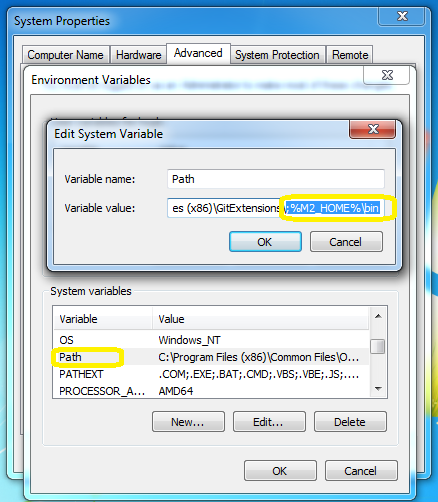 System Properties
Computer Name Hardware Advanced System Protection Remote
Environment Variables
Edit System Variable
Variable name: Path
Variable value: es (x86)\GitExtensions\;%M2_HOME%\bin
OK Cancel
System variables
Variable Value
OS Windows_NT
Path C:\Program Files (x86)\Common Files\O...
PATHEXT .COM;.EXE;.BAT;.CMD;.VBS;.VBE;.JS;....
PROCESSOR_A... AMD64
New... Edit... Delete
OK Cancel